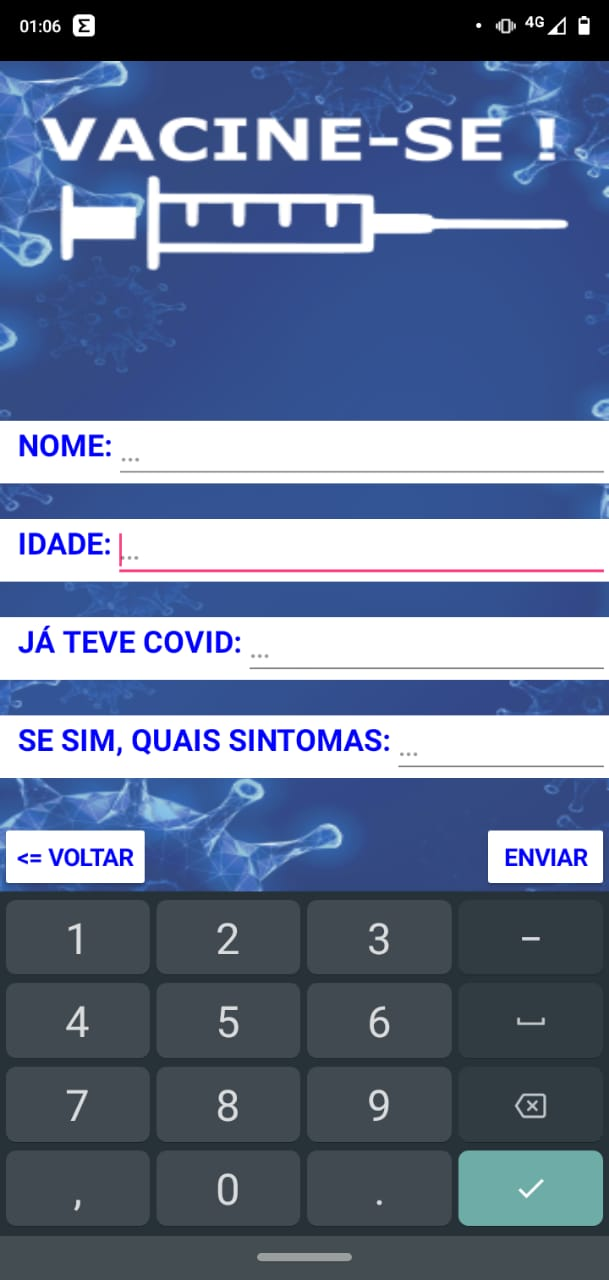 01:06 Σ 4G
VACINE-SE !
NOME: ...
IDADE: ...
JÁ TEVE COVID: ...
SE SIM, QUAIS SINTOMAS: ...
<= VOLTAR ENVIAR
1 2 3 –
4 5 6
7 8 9
, 0 .